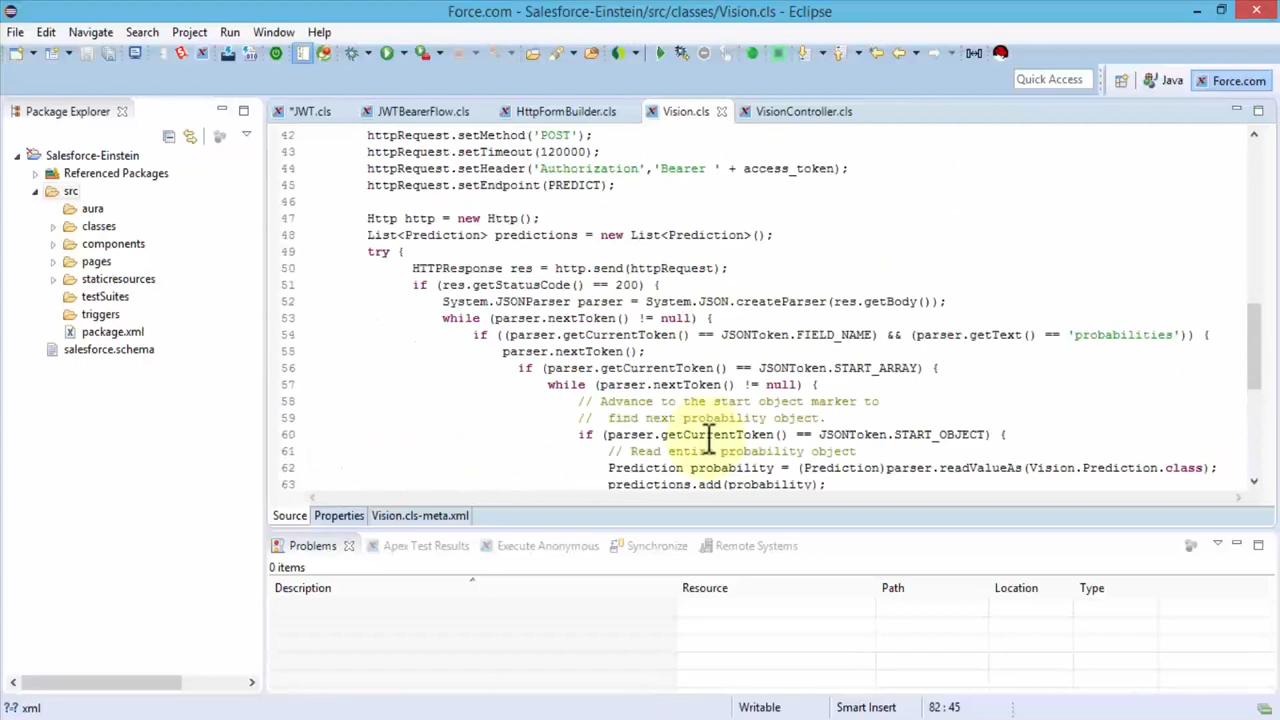 Force.com - Salesforce-Einstein/src/classes/Vision.cls - Eclipse
File Edit Navigate Search Project Run Window Help
Quick Access Java Force.com
Package Explorer
*JWT.cls JWTBearerFlow.cls HttpFormBuilder.cls Vision.cls VisionController.cls
Salesforce-Einstein
Referenced Packages
src
aura
classes
components
pages
staticresources
testSuites
triggers
package.xml
salesforce.schema
42 httpRequest.setMethod('POST');
43 httpRequest.setTimeout(120000);
44 httpRequest.setHeader('Authorization','Bearer ' + access_token);
45 httpRequest.setEndpoint(PREDICT);
46
47 Http http = new Http();
48 List<Prediction> predictions = new List<Prediction>();
49 try {
50 HTTPResponse res = http.send(httpRequest);
51 if (res.getStatusCode() == 200) {
52 System.JSONParser parser = System.JSON.createParser(res.getBody());
53 while (parser.nextToken() != null) {
54 if ((parser.getCurrentToken() == JSONToken.FIELD_NAME) && (parser.getText() == 'probabilities')) {
55 parser.nextToken();
56 if (parser.getCurrentToken() == JSONToken.START_ARRAY) {
57 while (parser.nextToken() != null) {
58 // Advance to the start object marker to
59 //  find next probability object.
60 if (parser.getCurrentToken() == JSONToken.START_OBJECT) {
61 // Read entire probability object
62 Prediction probability = (Prediction)parser.readValueAs(Vision.Prediction.class);
63 predictions.add(probability);
Source Properties Vision.cls-meta.xml
Problems Apex Test Results Execute Anonymous Synchronize Remote Systems
0 items
Description Resource Path Location Type
xml Writable Smart Insert 82 : 45